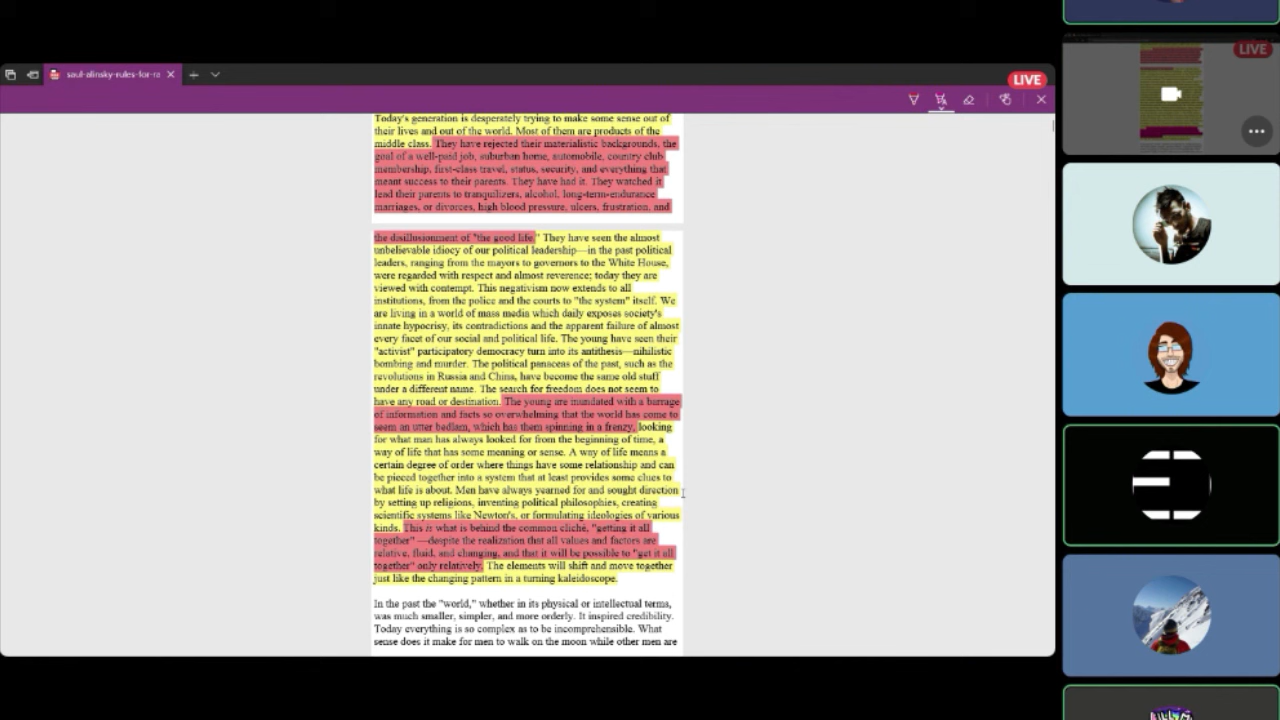 saul-alinsky-rules-for-ra
LIVE
LIVE
Today's generation is desperately trying to make some sense out of
their lives and out of the world. Most of them are products of the
middle class. They have rejected their materialistic backgrounds, the
goal of a well-paid job, suburban home, automobile, country club
membership, first-class travel, status, security, and everything that
meant success to their parents. They have had it. They watched it
lead their parents to tranquilizers, alcohol, long-term-endurance
marriages, or divorces, high blood pressure, ulcers, frustration, and
the disillusionment of "the good life." They have seen the almost
unbelievable idiocy of our political leadership—in the past political
leaders, ranging from the mayors to governors to the White House,
were regarded with respect and almost reverence; today they are
viewed with contempt. This negativism now extends to all
institutions, from the police and the courts to "the system" itself. We
are living in a world of mass media which daily exposes society's
innate hypocrisy, its contradictions and the apparent failure of almost
every facet of our social and political life. The young have seen their
"activist" participatory democracy turn into its antithesis—nihilistic
bombing and murder. The political panaceas of the past, such as the
revolutions in Russia and China, have become the same old stuff
under a different name. The search for freedom does not seem to
have any road or destination. The young are inundated with a barrage
of information and facts so overwhelming that the world has come to
seem an utter bedlam, which has them spinning in a frenzy, looking
for what man has always looked for from the beginning of time, a
way of life that has some meaning or sense. A way of life means a
certain degree of order where things have some relationship and can
be pieced together into a system that at least provides some clues to
what life is about. Men have always yearned for and sought direction
by setting up religions, inventing political philosophies, creating
scientific systems like Newton's, or formulating ideologies of various
kinds. This is what is behind the common cliché, "getting it all
together" —despite the realization that all values and factors are
relative, fluid, and changing, and that it will be possible to "get it all
together" only relatively. The elements will shift and move together
just like the changing pattern in a turning kaleidoscope.
In the past the "world," whether in its physical or intellectual terms,
was much smaller, simpler, and more orderly. It inspired credibility.
Today everything is so complex as to be incomprehensible. What
sense does it make for men to walk on the moon while other men are